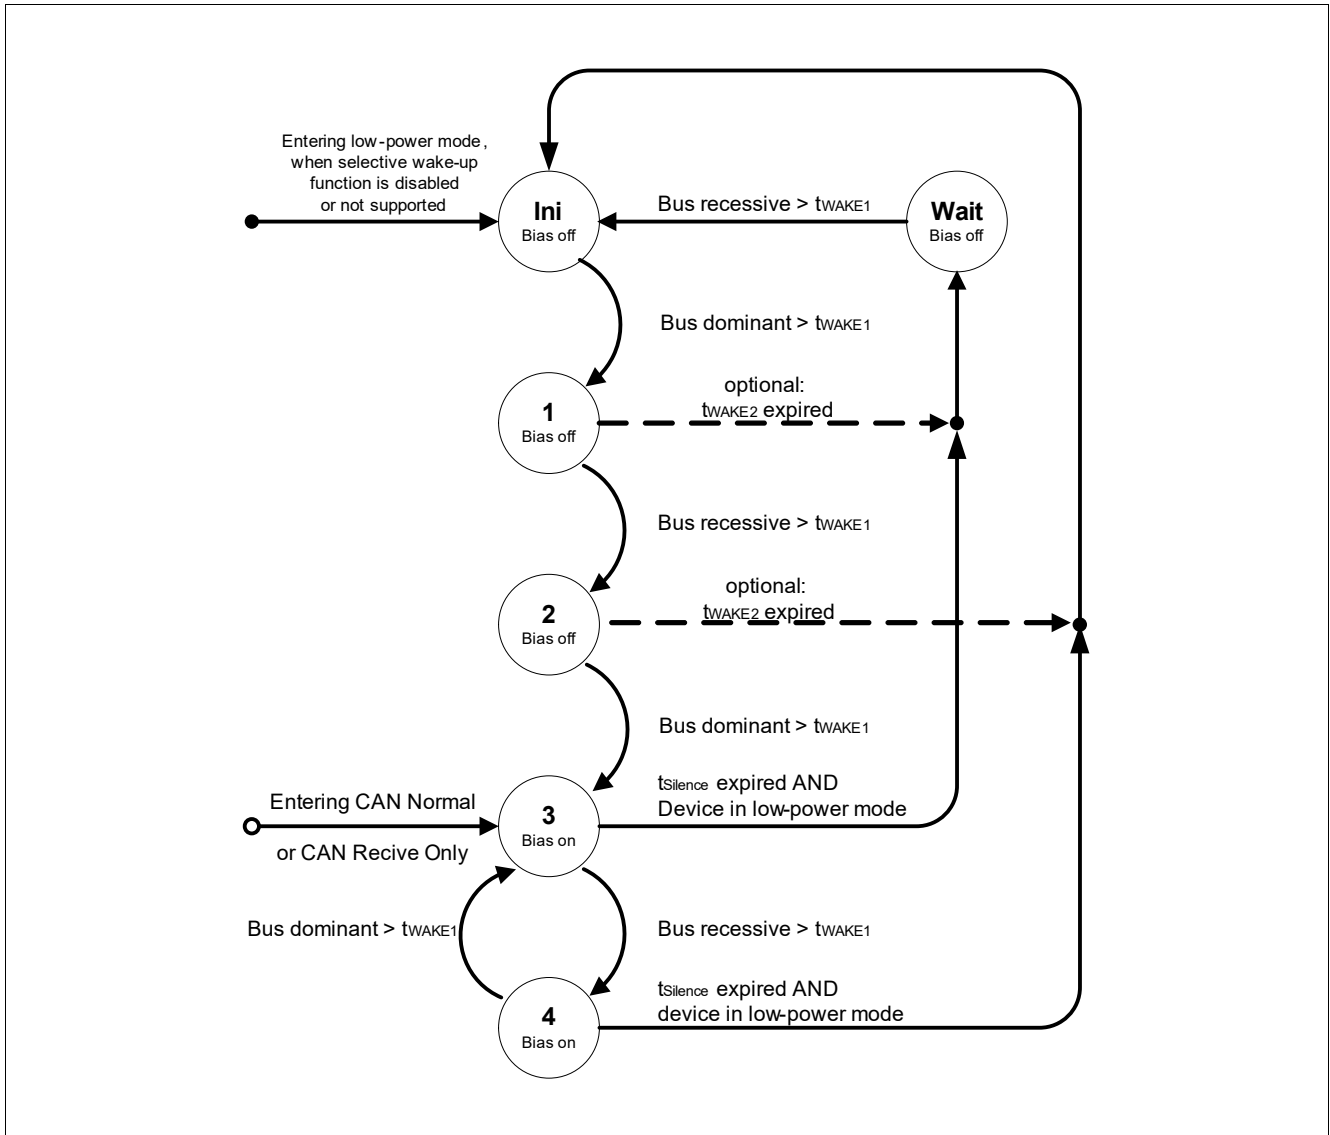 Entering low-power mode,
when selective wake-up
function is disabled
or not supported
Ini
Bias off
Bus recessive > tWAKE1
Wait
Bias off
Bus dominant > tWAKE1
optional:
tWAKE2 expired
1
Bias off
Bus recessive > tWAKE1
optional:
tWAKE2 expired
2
Bias off
Bus dominant > tWAKE1
tSilence expired AND
Device in low-power mode
Entering CAN Normal
or CAN Recive Only
3
Bias on
Bus dominant > tWAKE1
Bus recessive > tWAKE1
tSilence expired AND
device in low-power mode
4
Bias on